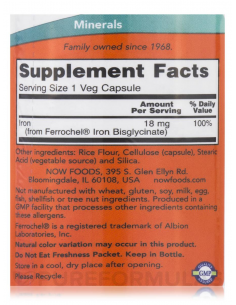 Minerals
Family owned since 1968.
Supplement Facts
Serving Size 1 Veg Capsule
Amount Per Serving
% Daily Value
Iron 18 mg 100%
(from Ferrochel® Iron Bisglycinate)
Other ingredients: Rice Flour, Cellulose (capsule), Stearic
Acid (vegetable source) and Silica.
NOW FOODS, 395 S. Glen Ellyn Rd.
Bloomingdale, IL 60108, USA nowfoods.com
Not manufactured with wheat, gluten, soy, milk, egg,
fish, shellfish or tree nut ingredients. Produced in a
GMP facility that processes other ingredients containing
these allergens.
Ferrochel® is a registered trademark of Albion
Laboratories, Inc.
Natural color variation may occur in this product.
Do Not Eat Freshness Packet. Keep in Bottle.
Store in a cool, dry place after opening.
Please Recycle.
GMP